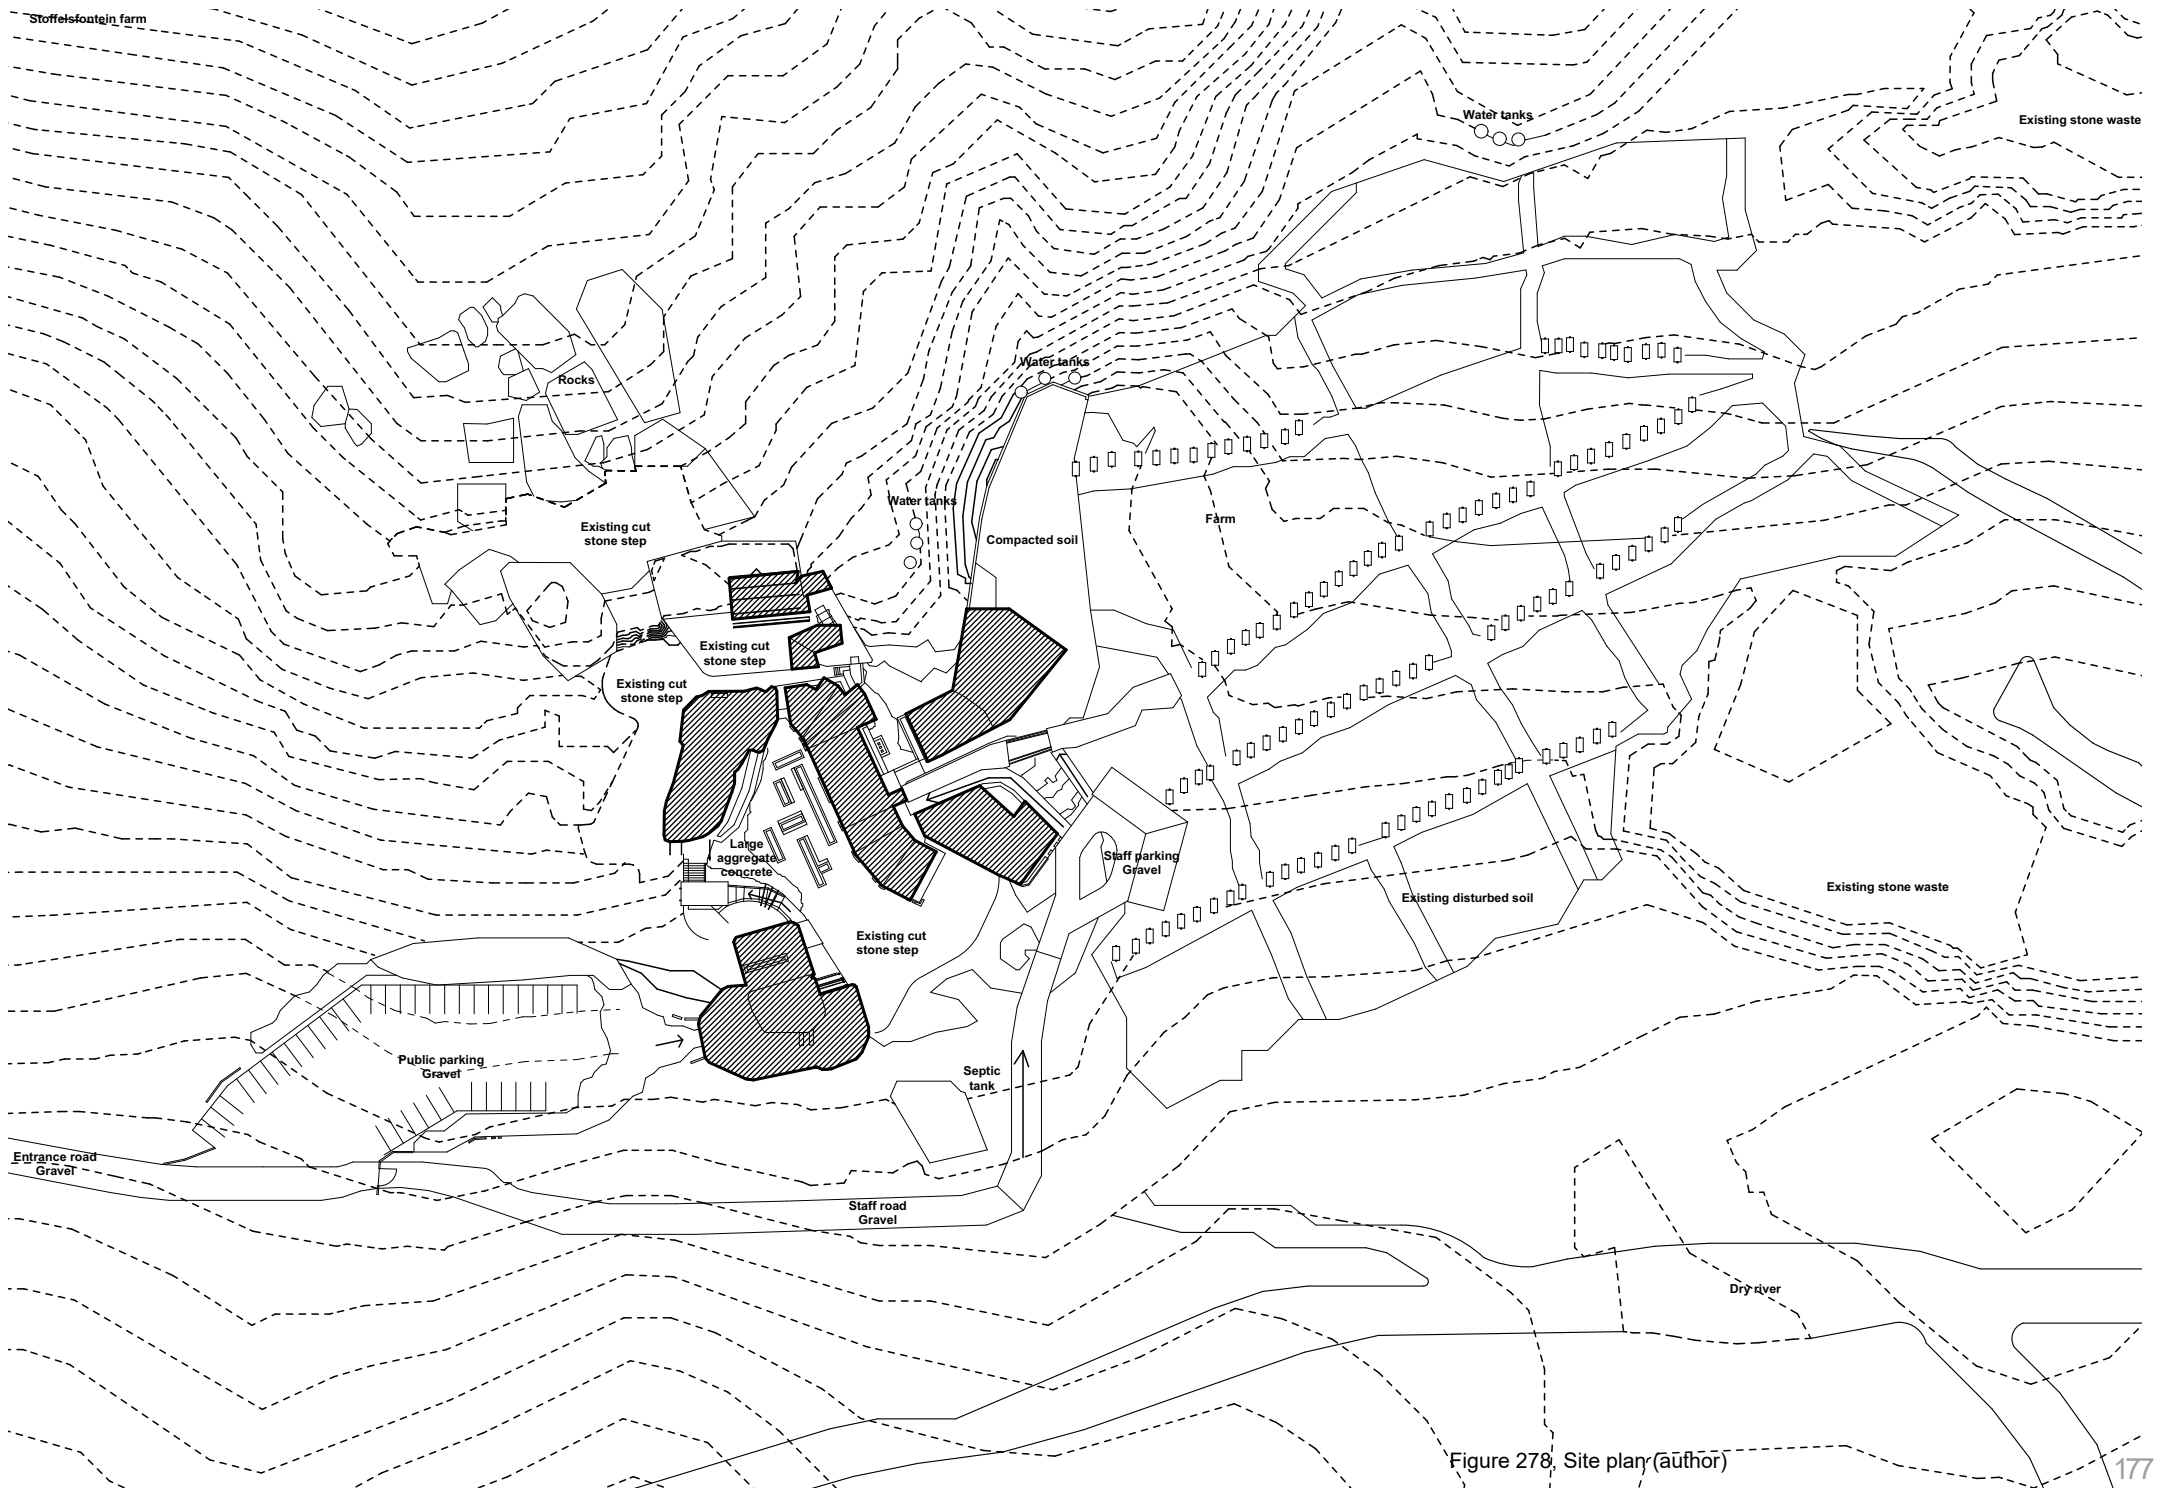 Stoffelsfontein farm
Water tanks
Existing stone waste
Water tanks
Rocks
Water tanks
Existing cut
stone step
Compacted soil
Farm
Existing cut
stone step
Existing cut
stone step
Large
aggregate
concrete
Staff parking
Gravel
Existing stone waste
Existing disturbed soil
Existing cut
stone step
Public parking
Gravel
Septic
tank
Entrance road
Gravel
Staff road
Gravel
Dry river
Figure 278, Site plan (author)
177